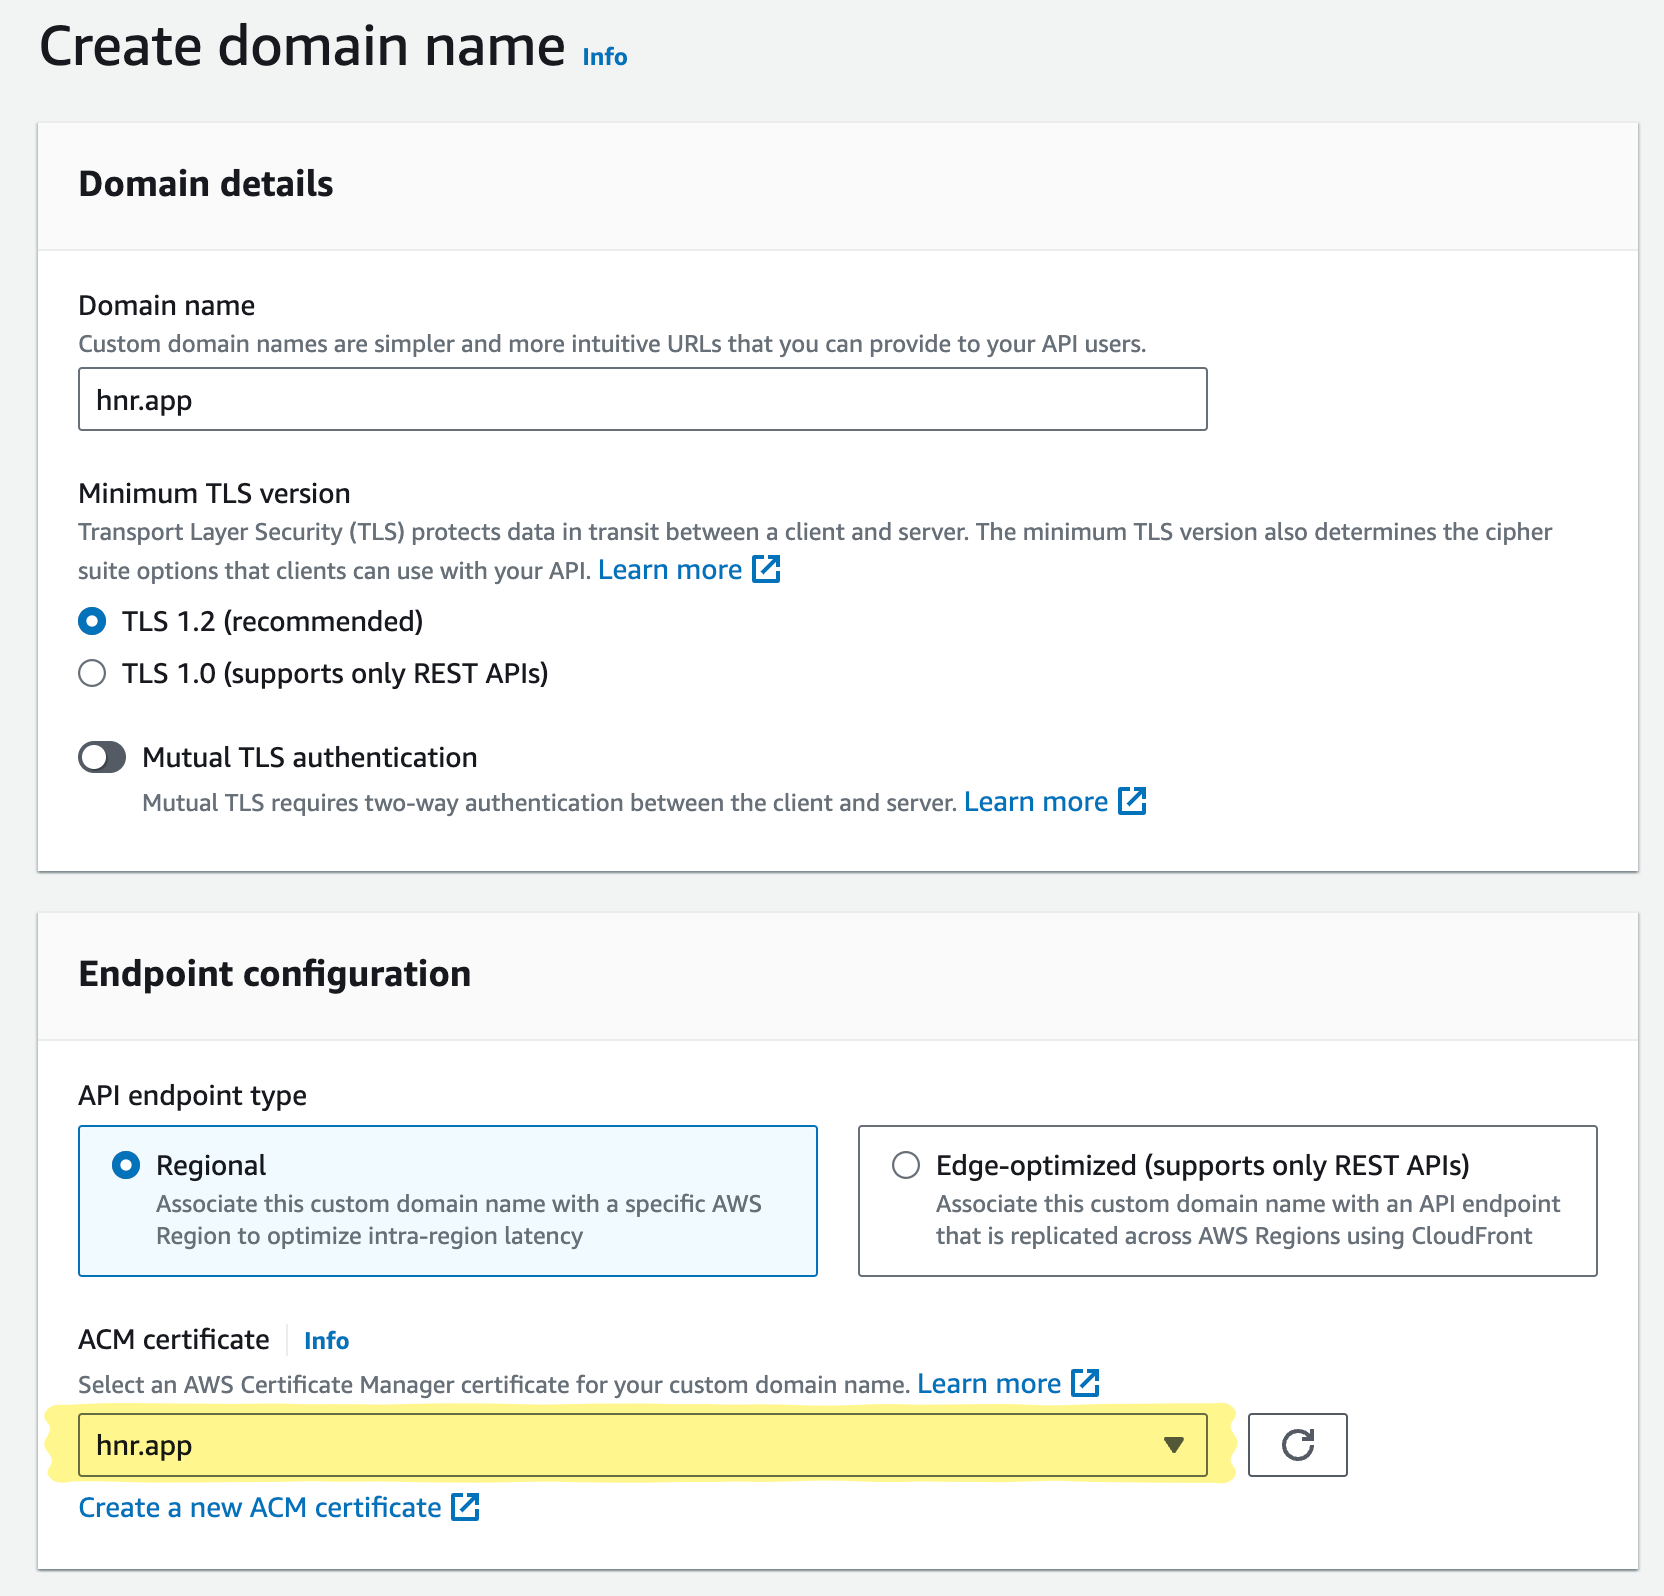 Create domain name Info
Domain details
Domain name
Custom domain names are simpler and more intuitive URLs that you can provide to your API users.
hnr.app
Minimum TLS version
Transport Layer Security (TLS) protects data in transit between a client and server. The minimum TLS version also determines the cipher
suite options that clients can use with your API. Learn more
TLS 1.2 (recommended)
TLS 1.0 (supports only REST APIs)
Mutual TLS authentication
Mutual TLS requires two-way authentication between the client and server. Learn more
Endpoint configuration
API endpoint type
Regional
Associate this custom domain name with a specific AWS
Region to optimize intra-region latency
Edge-optimized (supports only REST APIs)
Associate this custom domain name with an API endpoint
that is replicated across AWS Regions using CloudFront
ACM certificate Info
Select an AWS Certificate Manager certificate for your custom domain name. Learn more
hnr.app
Create a new ACM certificate